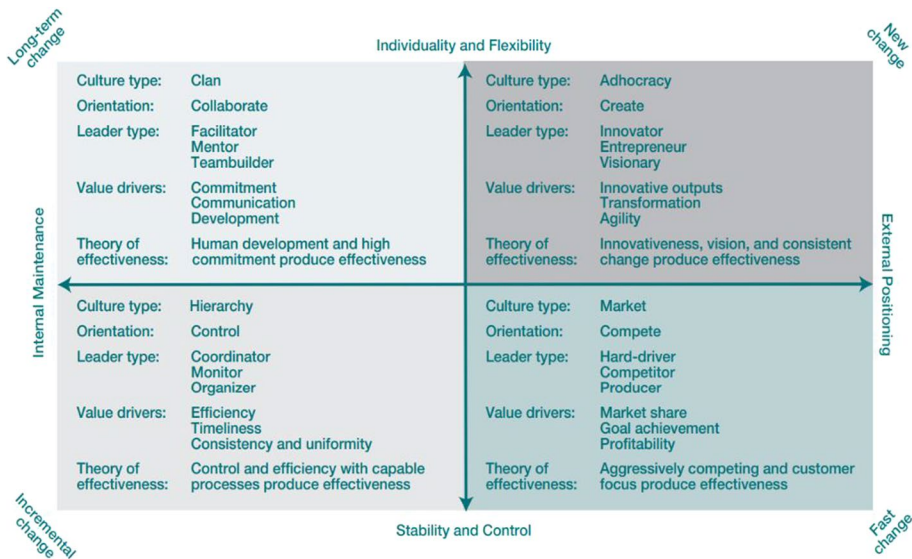 Long-term
change
Individuality and Flexibility
New
change
Culture type: Clan
Orientation: Collaborate
Leader type: Facilitator
Mentor
Teambuilder
Value drivers: Commitment
Communication
Development
Theory of Human development and high
effectiveness: commitment produce effectiveness
Culture type: Adhocracy
Orientation: Create
Leader type: Innovator
Entrepreneur
Visionary
Value drivers: Innovative outputs
Transformation
Agility
Theory of Innovativeness, vision, and consistent
effectiveness: change produce effectiveness
Internal Maintenance
External Positioning
Culture type: Hierarchy
Orientation: Control
Leader type: Coordinator
Monitor
Organizer
Value drivers: Efficiency
Timeliness
Consistency and uniformity
Theory of Control and efficiency with capable
effectiveness: processes produce effectiveness
Culture type: Market
Orientation: Compete
Leader type: Hard-driver
Competitor
Producer
Value drivers: Market share
Goal achievement
Profitability
Theory of Aggressively competing and customer
effectiveness: focus produce effectiveness
Incremental
change
Stability and Control
Fast
change